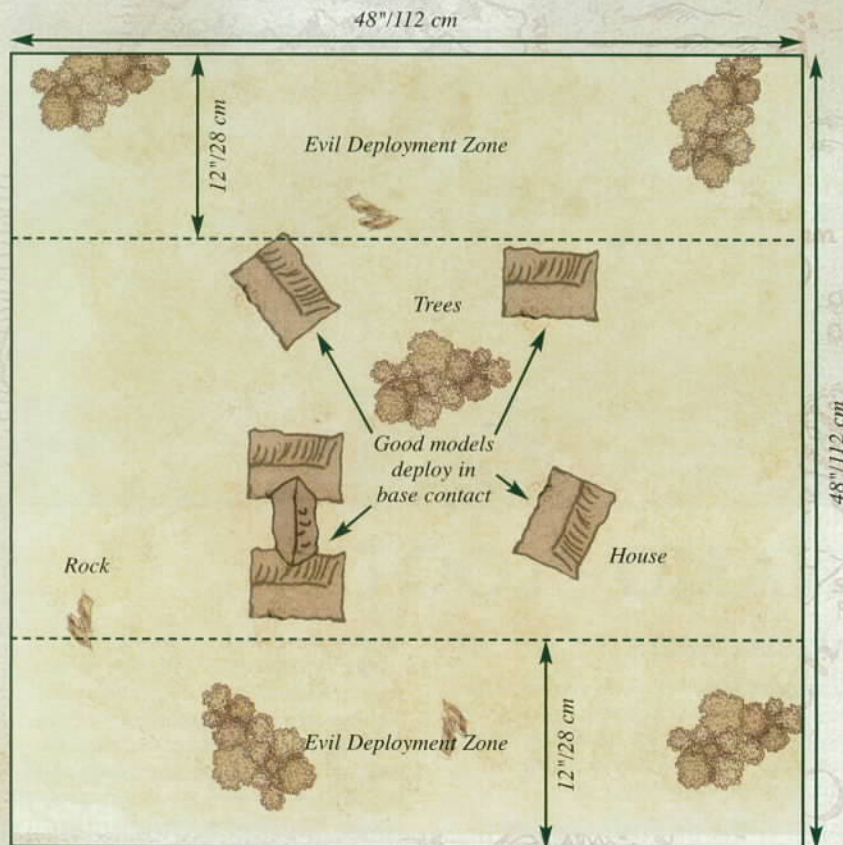 48"/112 cm
12"/28 cm
Evil Deployment Zone
Trees
Good models
deploy in
base contact
48"/112 cm
Rock
House
Evil Deployment Zone
12"/28 cm